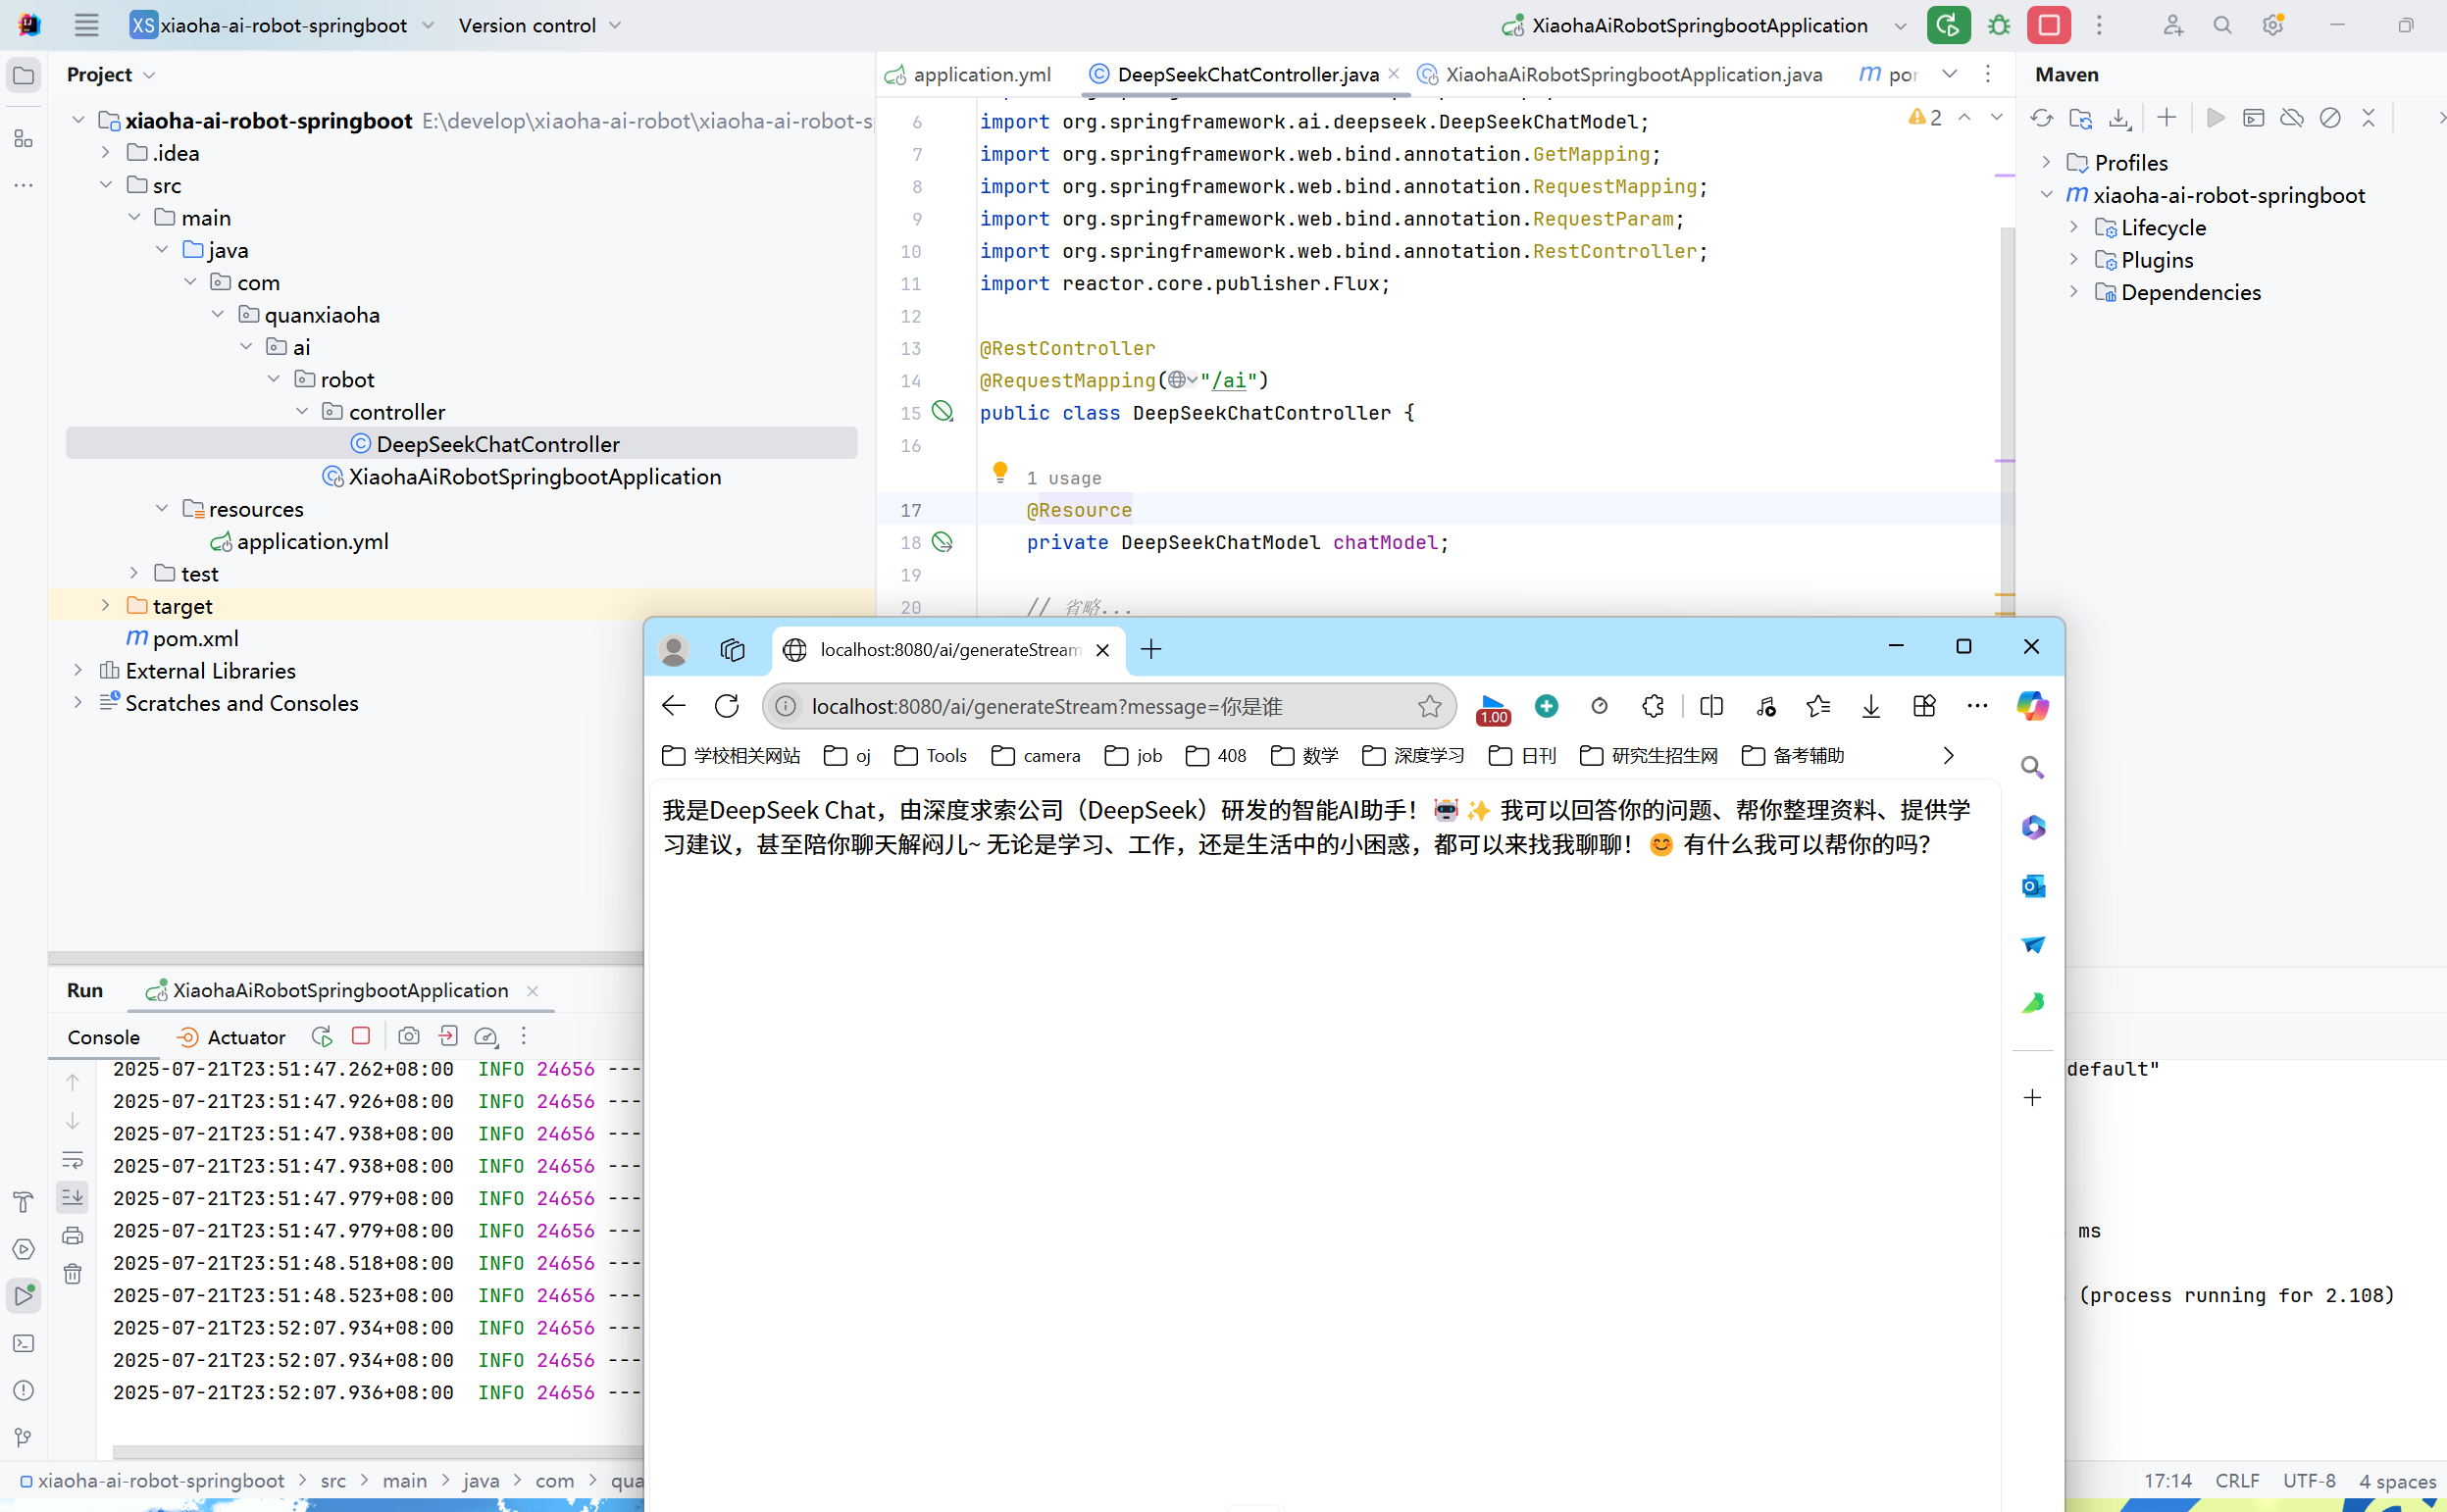 XS xiaoha-ai-robot-springboot
Version control
XiaohaAiRobotSpringbootApplication
Project
xiaoha-ai-robot-springboot E:\develop\xiaoha-ai-robot\xiaoha-ai-robot-s
.idea
src
main
java
com
quanxiaoha
ai
robot
controller
DeepSeekChatController
XiaohaAiRobotSpringbootApplication
resources
application.yml
test
target
pom.xml
External Libraries
Scratches and Consoles
application.yml
DeepSeekChatController.java
XiaohaAiRobotSpringbootApplication.java
por
2
6 import org.springframework.ai.deepseek.DeepSeekChatModel;
7 import org.springframework.web.bind.annotation.GetMapping;
8 import org.springframework.web.bind.annotation.RequestMapping;
9 import org.springframework.web.bind.annotation.RequestParam;
10 import org.springframework.web.bind.annotation.RestController;
11 import reactor.core.publisher.Flux;
12
13 @RestController
14 @RequestMapping("/ai")
15 public class DeepSeekChatController {
16
1 usage
17 @Resource
18 private DeepSeekChatModel chatModel;
19
20 // 省略...
Maven
Profiles
xiaoha-ai-robot-springboot
Lifecycle
Plugins
Dependencies
localhost:8080/ai/generateStream
localhost:8080/ai/generateStream?message=你是谁
1.00
学校相关网站 oj Tools camera job 408 数学 深度学习 日刊 研究生招生网 备考辅助
我是DeepSeek Chat，由深度求索公司（DeepSeek）研发的智能AI助手！🤖✨ 我可以回答你的问题、帮你整理资料、提供学
习建议，甚至陪你聊天解闷儿~ 无论是学习、工作，还是生活中的小困惑，都可以来找我聊聊！😊 有什么我可以帮你的吗？
Run
XiaohaAiRobotSpringbootApplication
Console
Actuator
2025-07-21T23:51:47.262+08:00 INFO 24656 --- default"
2025-07-21T23:51:47.926+08:00 INFO 24656 ---
2025-07-21T23:51:47.938+08:00 INFO 24656 ---
2025-07-21T23:51:47.938+08:00 INFO 24656 ---
2025-07-21T23:51:47.979+08:00 INFO 24656 ---
2025-07-21T23:51:47.979+08:00 INFO 24656 --- ms
2025-07-21T23:51:48.518+08:00 INFO 24656 ---
2025-07-21T23:51:48.523+08:00 INFO 24656 --- (process running for 2.108)
2025-07-21T23:52:07.934+08:00 INFO 24656 ---
2025-07-21T23:52:07.934+08:00 INFO 24656 ---
2025-07-21T23:52:07.936+08:00 INFO 24656 ---
xiaoha-ai-robot-springboot > src > main > java > com > qua
17:14 CRLF UTF-8 4 spaces